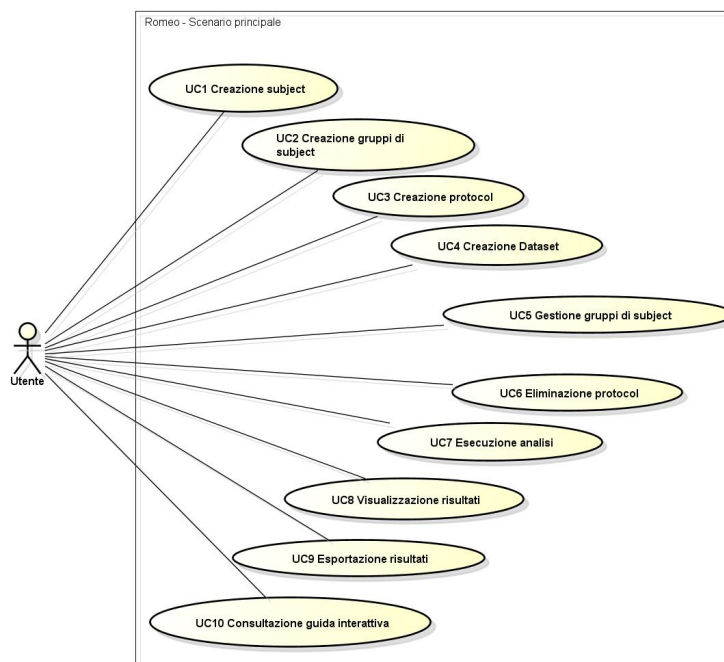 Romeo - Scenario principale
UC1 Creazione subject
UC2 Creazione gruppi di
subject
UC3 Creazione protocol
UC4 Creazione Dataset
UC5 Gestione gruppi di subject
Utente
UC6 Eliminazione protocol
UC7 Esecuzione analisi
UC8 Visualizzazione risultati
UC9 Esportazione risultati
UC10 Consultazione guida interattiva